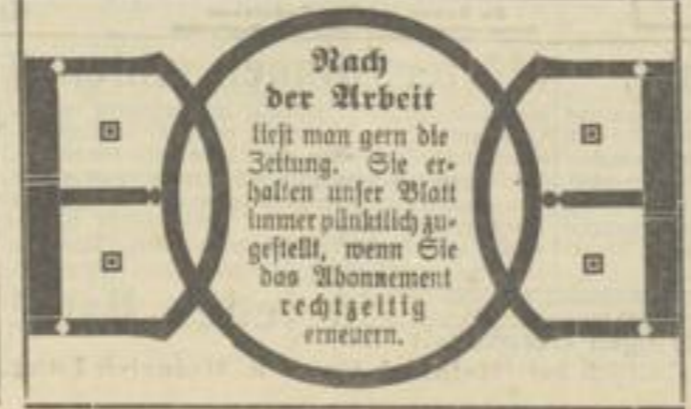 Nach
der Arbeit
liest man gern die
Zeitung. Sie er-
halten unser Blatt
immer pünktlich zu-
gestellt, wenn Sie
das Abonnement
rechtzeitig
erneuern.